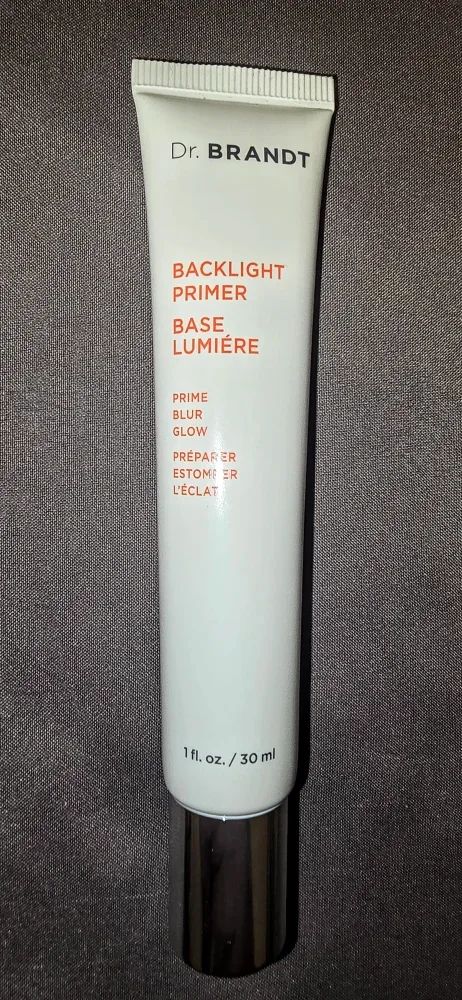 Dr. BRANDT
BACKLIGHT
PRIMER
BASE
LUMIÉRE
PRIME
BLUR
GLOW
PRÉPARER
ESTOMPER
L'ÉCLAT
1 fl. oz. / 30 ml